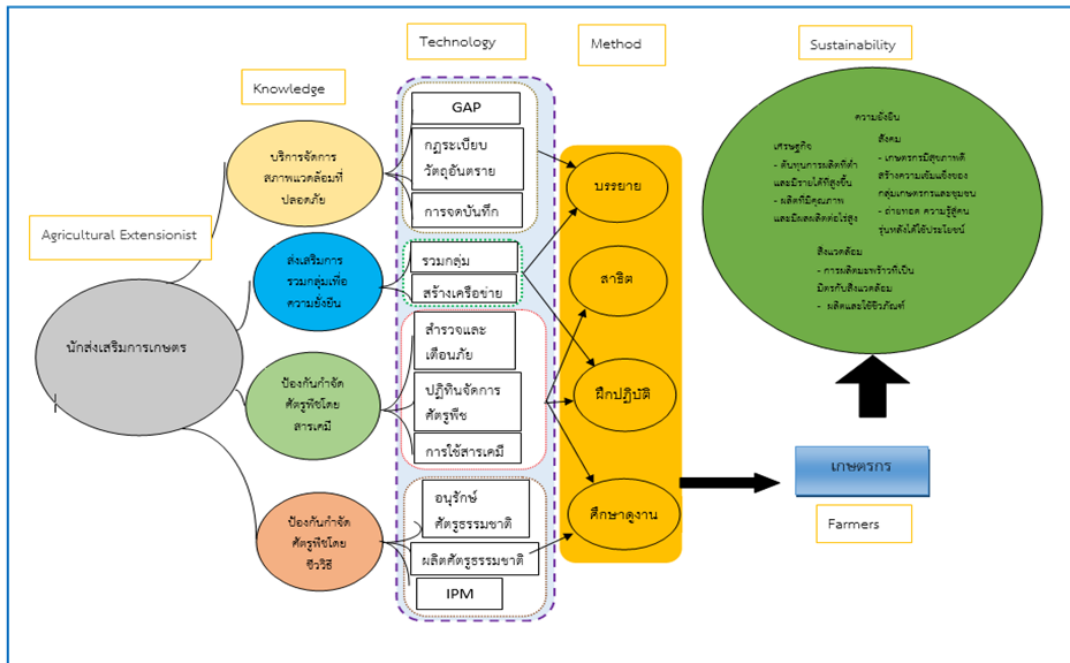 Technology
Method
Sustainability
Knowledge
Agricultural Extensionist
นักส่งเสริมการเกษตร
บริการจัดการ
สภาพแวดล้อมที่
ปลอดภัย
ส่งเสริมการ
รวมกลุ่มเพื่อ
ความยั่งยืน
ป้องกันกำจัด
ศัตรูพืชโดย
สารเคมี
ป้องกันกำจัด
ศัตรูพืชโดย
ชีววิธี
GAP
กฎระเบียบ
วัตถุอันตราย
การจดบันทึก
รวมกลุ่ม
สร้างเครือข่าย
สำรวจและ
เตือนภัย
ปฏิทินจัดการ
ศัตรูพืช
การใช้สารเคมี
อนุรักษ์
ศัตรูธรรมชาติ
ผลิตศัตรูธรรมชาติ
IPM
บรรยาย
สาธิต
ฝึกปฏิบัติ
ศึกษาดูงาน
ความยั่งยืน
เศรษฐกิจ
- ต้นทุนการผลิตที่ต่ำ
และมีรายได้ที่สูงขึ้น
- ผลิตที่มีคุณภาพ
และมีผลผลิตต่อไร่สูง
สังคม
- เกษตรกรมีสุขภาพดี
สร้างความเข้มแข็งของ
กลุ่มเกษตรกรและชุมชน
- ถ่ายทอด ความรู้สู่คน
รุ่นหลังได้ใช้ประโยชน์
สิ่งแวดล้อม
- การผลิตมะพร้าวที่เป็น
มิตรกับสิ่งแวดล้อม
- ผลิตและใช้ชีวภัณฑ์
เกษตรกร
Farmers